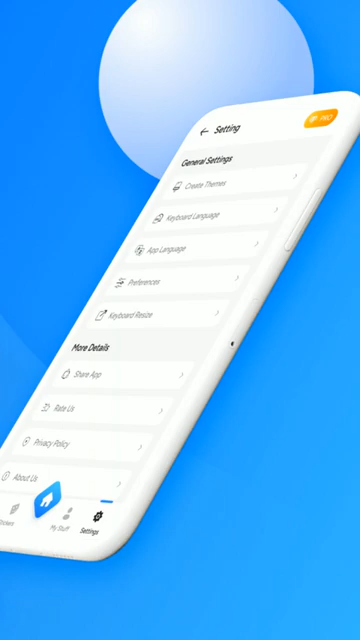 Setting
PRO
General Settings
Create Themes
Keyboard Language
App Language
Preferences
Keyboard Resize
More Details
Share App
Rate Us
Privacy Policy
About Us
My Stuff
Settings